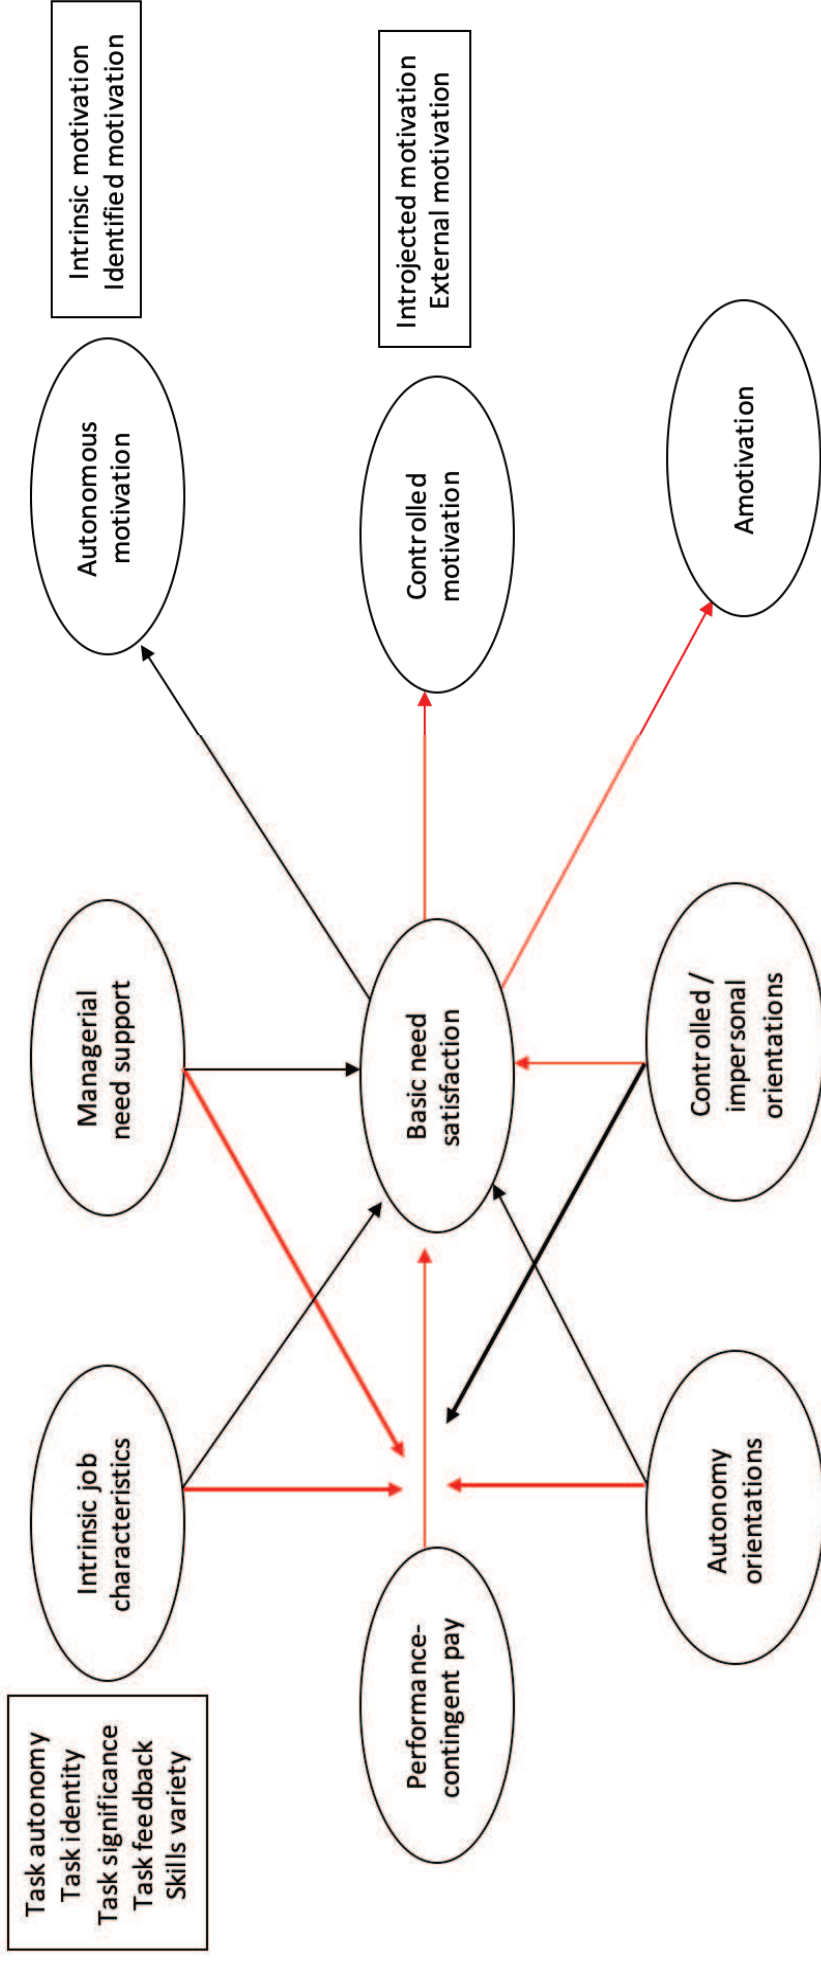 Task autonomy
Task identity
Task significance
Task feedback
Skills variety
Intrinsic job
characteristics
Managerial
need support
Autonomous
motivation
Intrinsic motivation
Identified motivation
Performance-
contingent pay
Basic need
satisfaction
Controlled
motivation
Introjected motivation
External motivation
Autonomy
orientations
Controlled /
impersonal
orientations
Amotivation